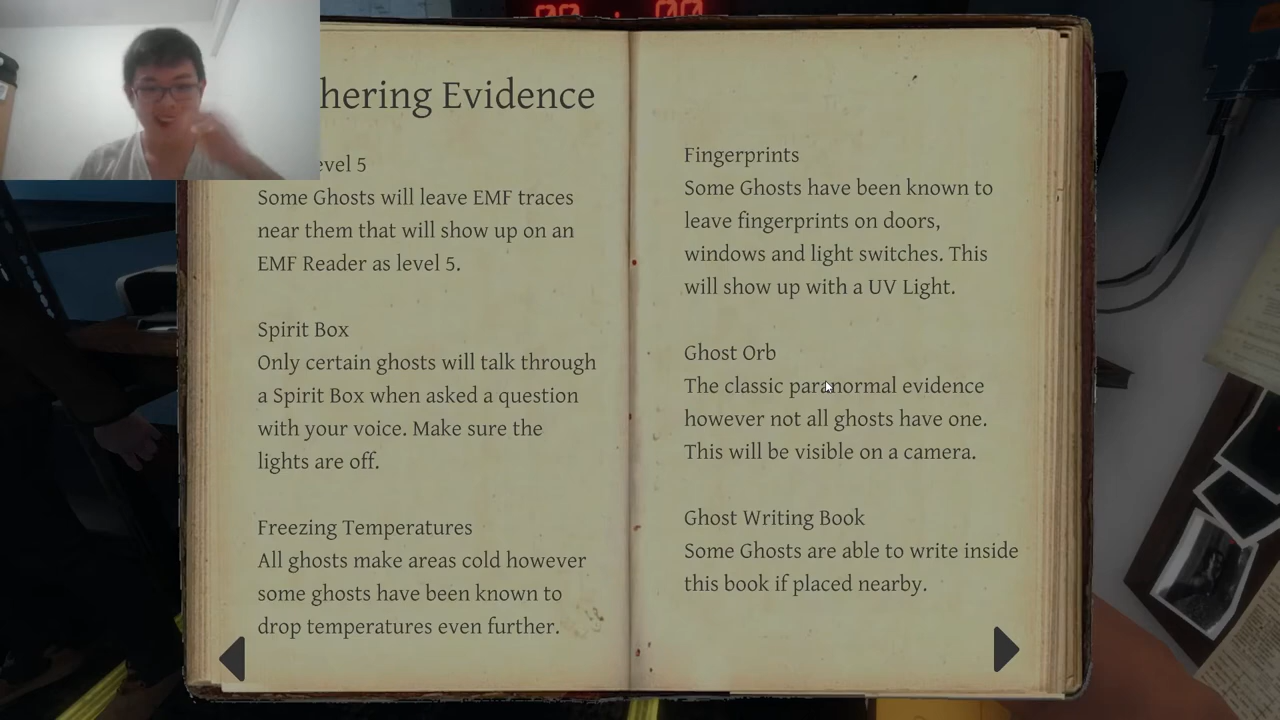 hering Evidence
evel 5
Some Ghosts will leave EMF traces
near them that will show up on an
EMF Reader as level 5.
Spirit Box
Only certain ghosts will talk through
a Spirit Box when asked a question
with your voice. Make sure the
lights are off.
Freezing Temperatures
All ghosts make areas cold however
some ghosts have been known to
drop temperatures even further.
Fingerprints
Some Ghosts have been known to
leave fingerprints on doors,
windows and light switches. This
will show up with a UV Light.
Ghost Orb
The classic paranormal evidence
however not all ghosts have one.
This will be visible on a camera.
Ghost Writing Book
Some Ghosts are able to write inside
this book if placed nearby.